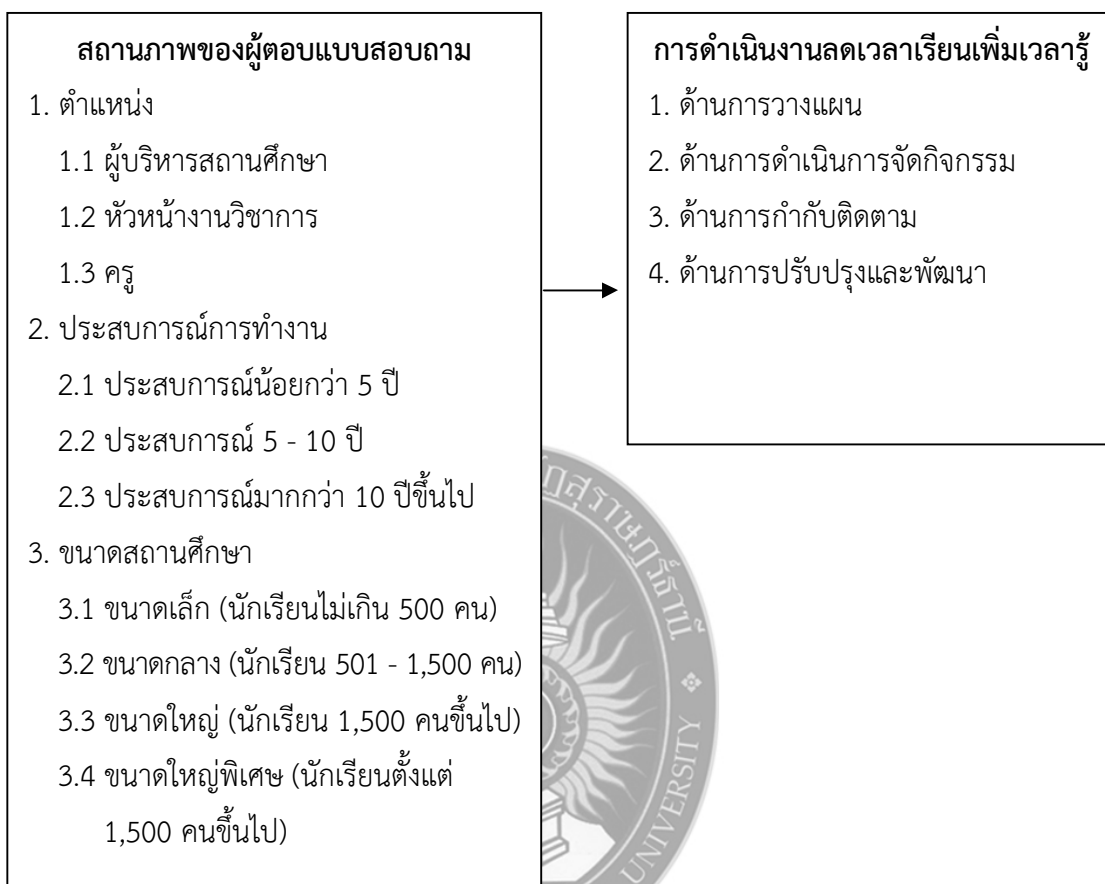 สถานภาพของผู้ตอบแบบสอบถาม
1. ตำแหน่ง
1.1 ผู้บริหารสถานศึกษา
1.2 หัวหน้างานวิชาการ
1.3 ครู
2. ประสบการณ์การทำงาน
2.1 ประสบการณ์น้อยกว่า 5 ปี
2.2 ประสบการณ์ 5 - 10 ปี
2.3 ประสบการณ์มากกว่า 10 ปีขึ้นไป
3. ขนาดสถานศึกษา
3.1 ขนาดเล็ก (นักเรียนไม่เกิน 500 คน)
3.2 ขนาดกลาง (นักเรียน 501 - 1,500 คน)
3.3 ขนาดใหญ่ (นักเรียน 1,500 คนขึ้นไป)
3.4 ขนาดใหญ่พิเศษ (นักเรียนตั้งแต่
1,500 คนขึ้นไป)
การดำเนินงานลดเวลาเรียนเพิ่มเวลารู้
1. ด้านการวางแผน
2. ด้านการดำเนินการจัดกิจกรรม
3. ด้านการกำกับติดตาม
4. ด้านการปรับปรุงและพัฒนา
สุราษฎร์ธานี
UNIVERSITY